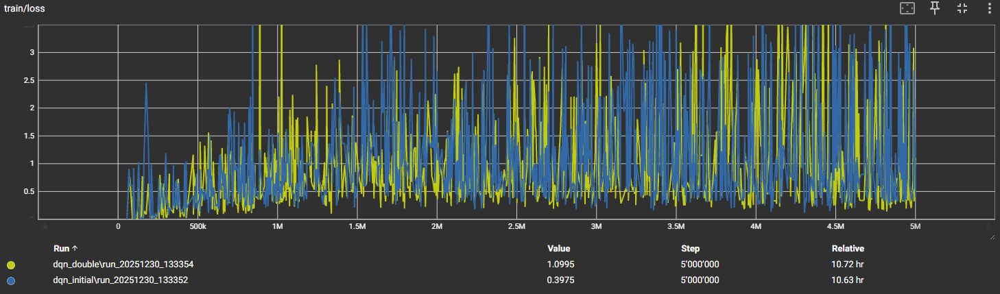 train/loss
3
2.5
2
1.5
1
0.5
0 500k 1M 1.5M 2M 2.5M 3M 3.5M 4M 4.5M 5M
Run ↑ Value Step Relative
dqn_double\run_20251230_133354 1.0995 5'000'000 10.72 hr
dqn_initial\run_20251230_133352 0.3975 5'000'000 10.63 hr